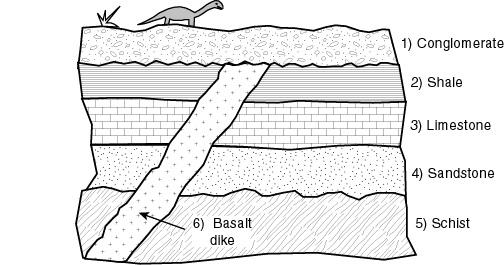 1) Conglomerate
2) Shale
3) Limestone
4) Sandstone
5) Schist
6) Basalt
dike